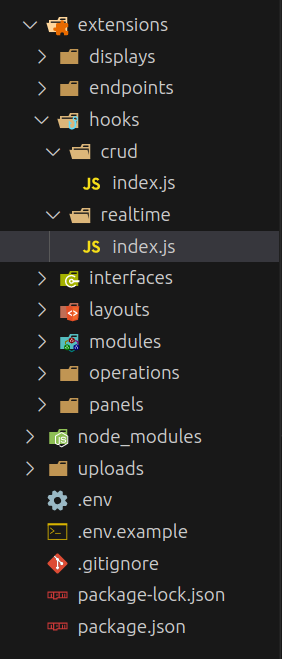 extensions
displays
endpoints
hooks
crud
JS index.js
realtime
JS index.js
interfaces
layouts
modules
operations
panels
node_modules
uploads
.env
.env.example
.gitignore
package-lock.json
package.json